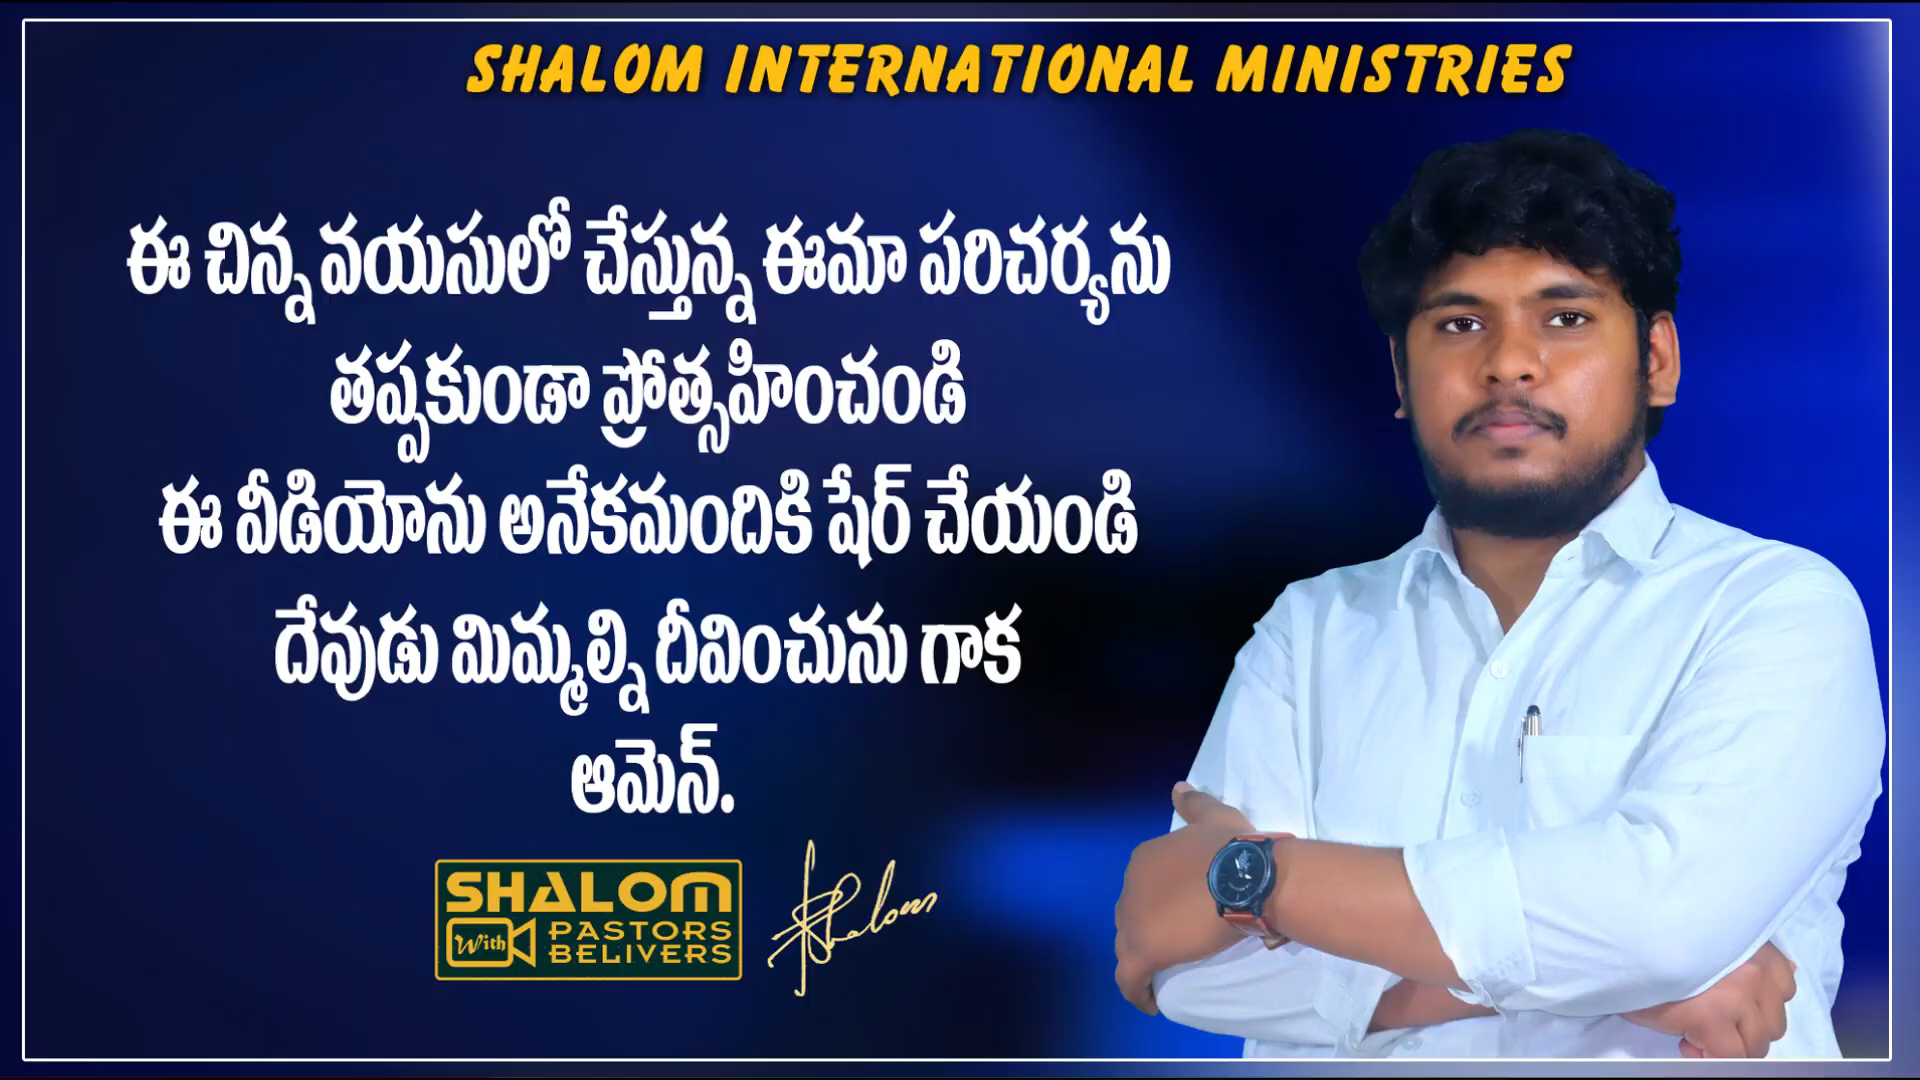 SHALOM INTERNATIONAL MINISTRIES
ఈ చిన్న వయసులో చేస్తున్న ఈమా పరిచర్యను
తప్పకుండా ప్రోత్సహించండి
ఈ వీడియోను అనేకమందికి షేర్ చేయండి
దేవుడు మిమ్మల్ని దీవించును గాక
ఆమెన్.
SHALOM
With PASTORS
BELIVERS
Shalom